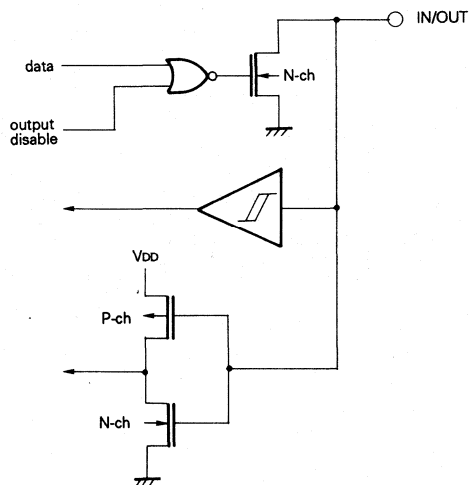 IN/OUT
data
N-ch
output
disable
VDD
P-ch
N-ch